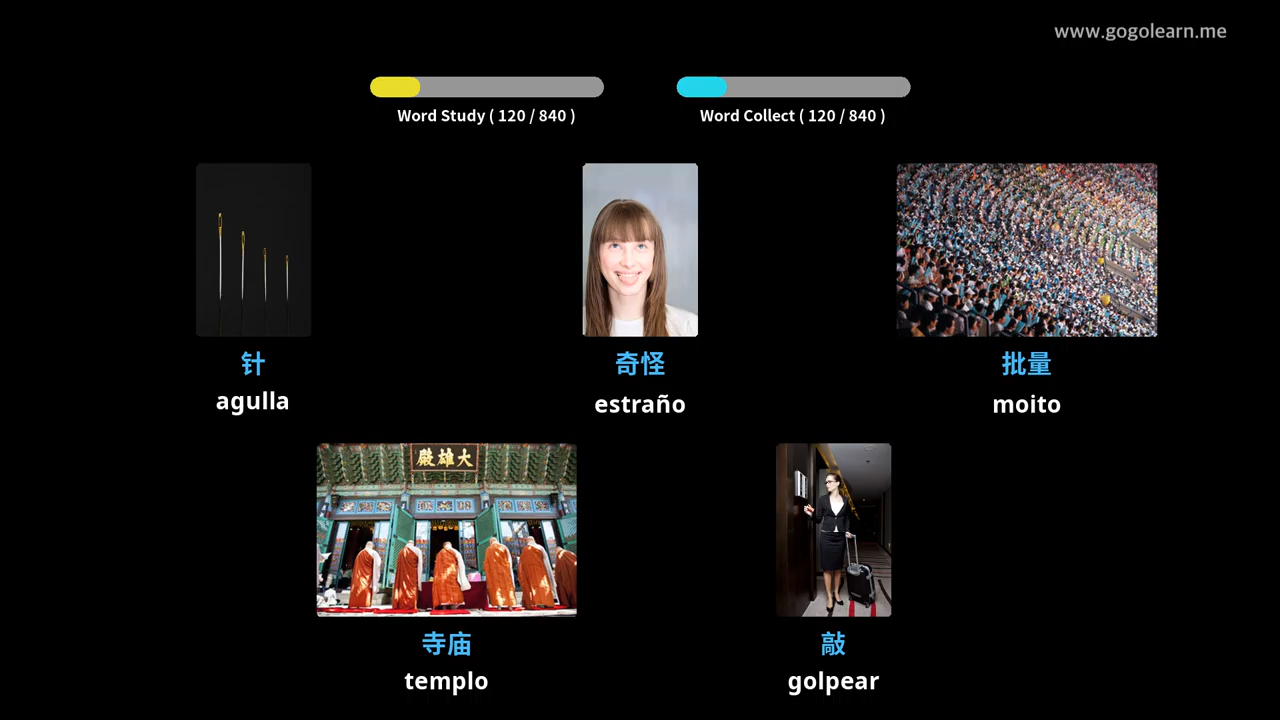 www.gogolearn.me
Word Study ( 120 / 840 )
Word Collect ( 120 / 840 )
针
agulla
奇怪
estraño
批量
moito
殿雄大
寺庙
templo
敲
golpear